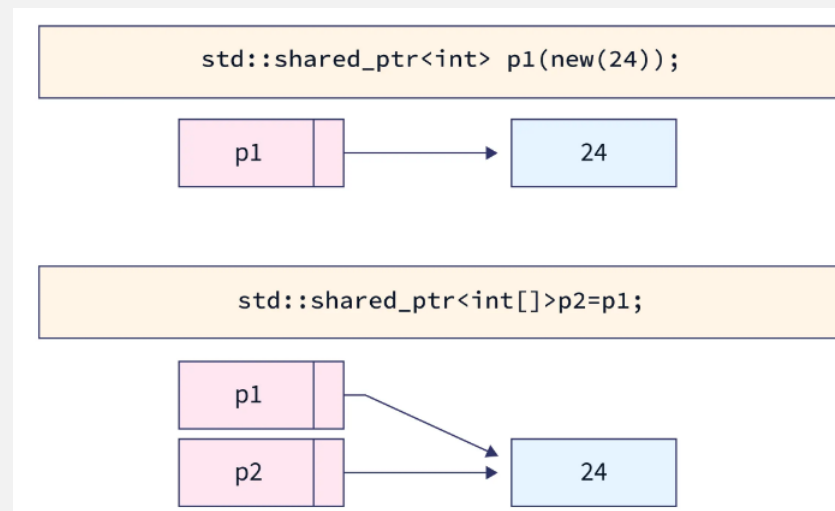 std::shared_ptr<int> p1(new(24));
p1
24
std::shared_ptr<int[]>p2=p1;
p1
p2
24